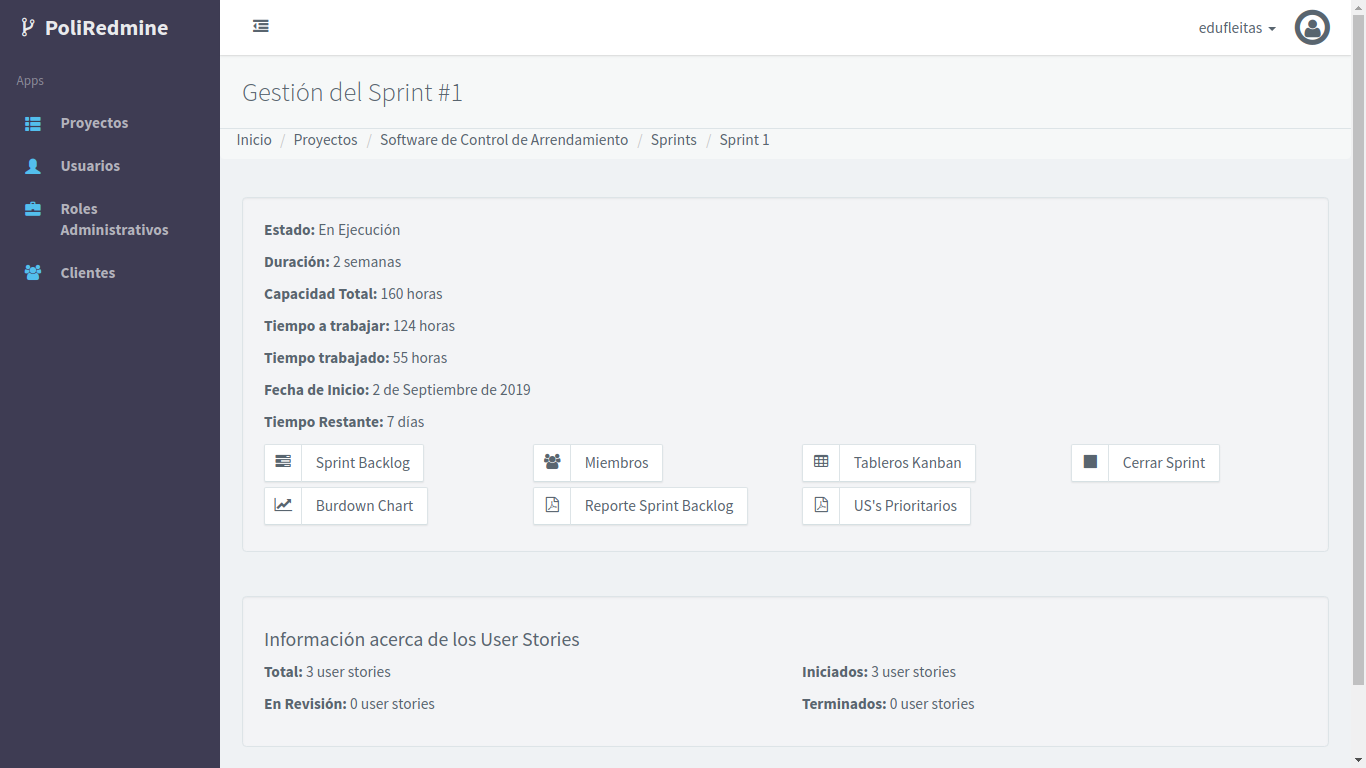 PoliRedmine
edufleitas
Apps
Proyectos
Usuarios
Roles
Administrativos
Clientes
Gestión del Sprint #1
Inicio / Proyectos / Software de Control de Arrendamiento / Sprints / Sprint 1
Estado: En Ejecución
Duración: 2 semanas
Capacidad Total: 160 horas
Tiempo a trabajar: 124 horas
Tiempo trabajado: 55 horas
Fecha de Inicio: 2 de Septiembre de 2019
Tiempo Restante: 7 días
Sprint Backlog Miembros Tableros Kanban Cerrar Sprint
Burdown Chart Reporte Sprint Backlog US's Prioritarios
Información acerca de los User Stories
Total: 3 user stories Iniciados: 3 user stories
En Revisión: 0 user stories Terminados: 0 user stories